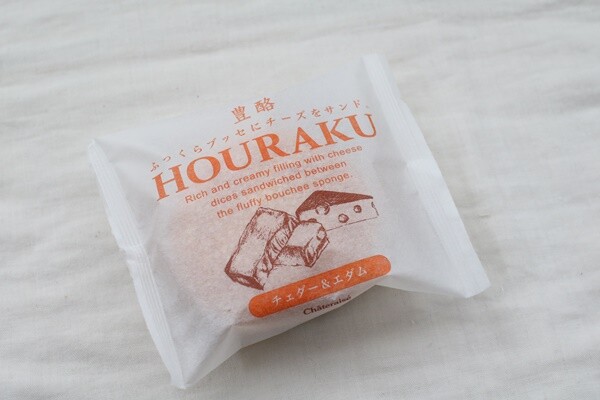 豊酪
ふっくらブッセにチーズをサンド。
HOURAKU
Rich and creamy filling with cheese
dices sandwiched between
the fluffy bouchee sponge.
チェダー&エダム
Châteraisé